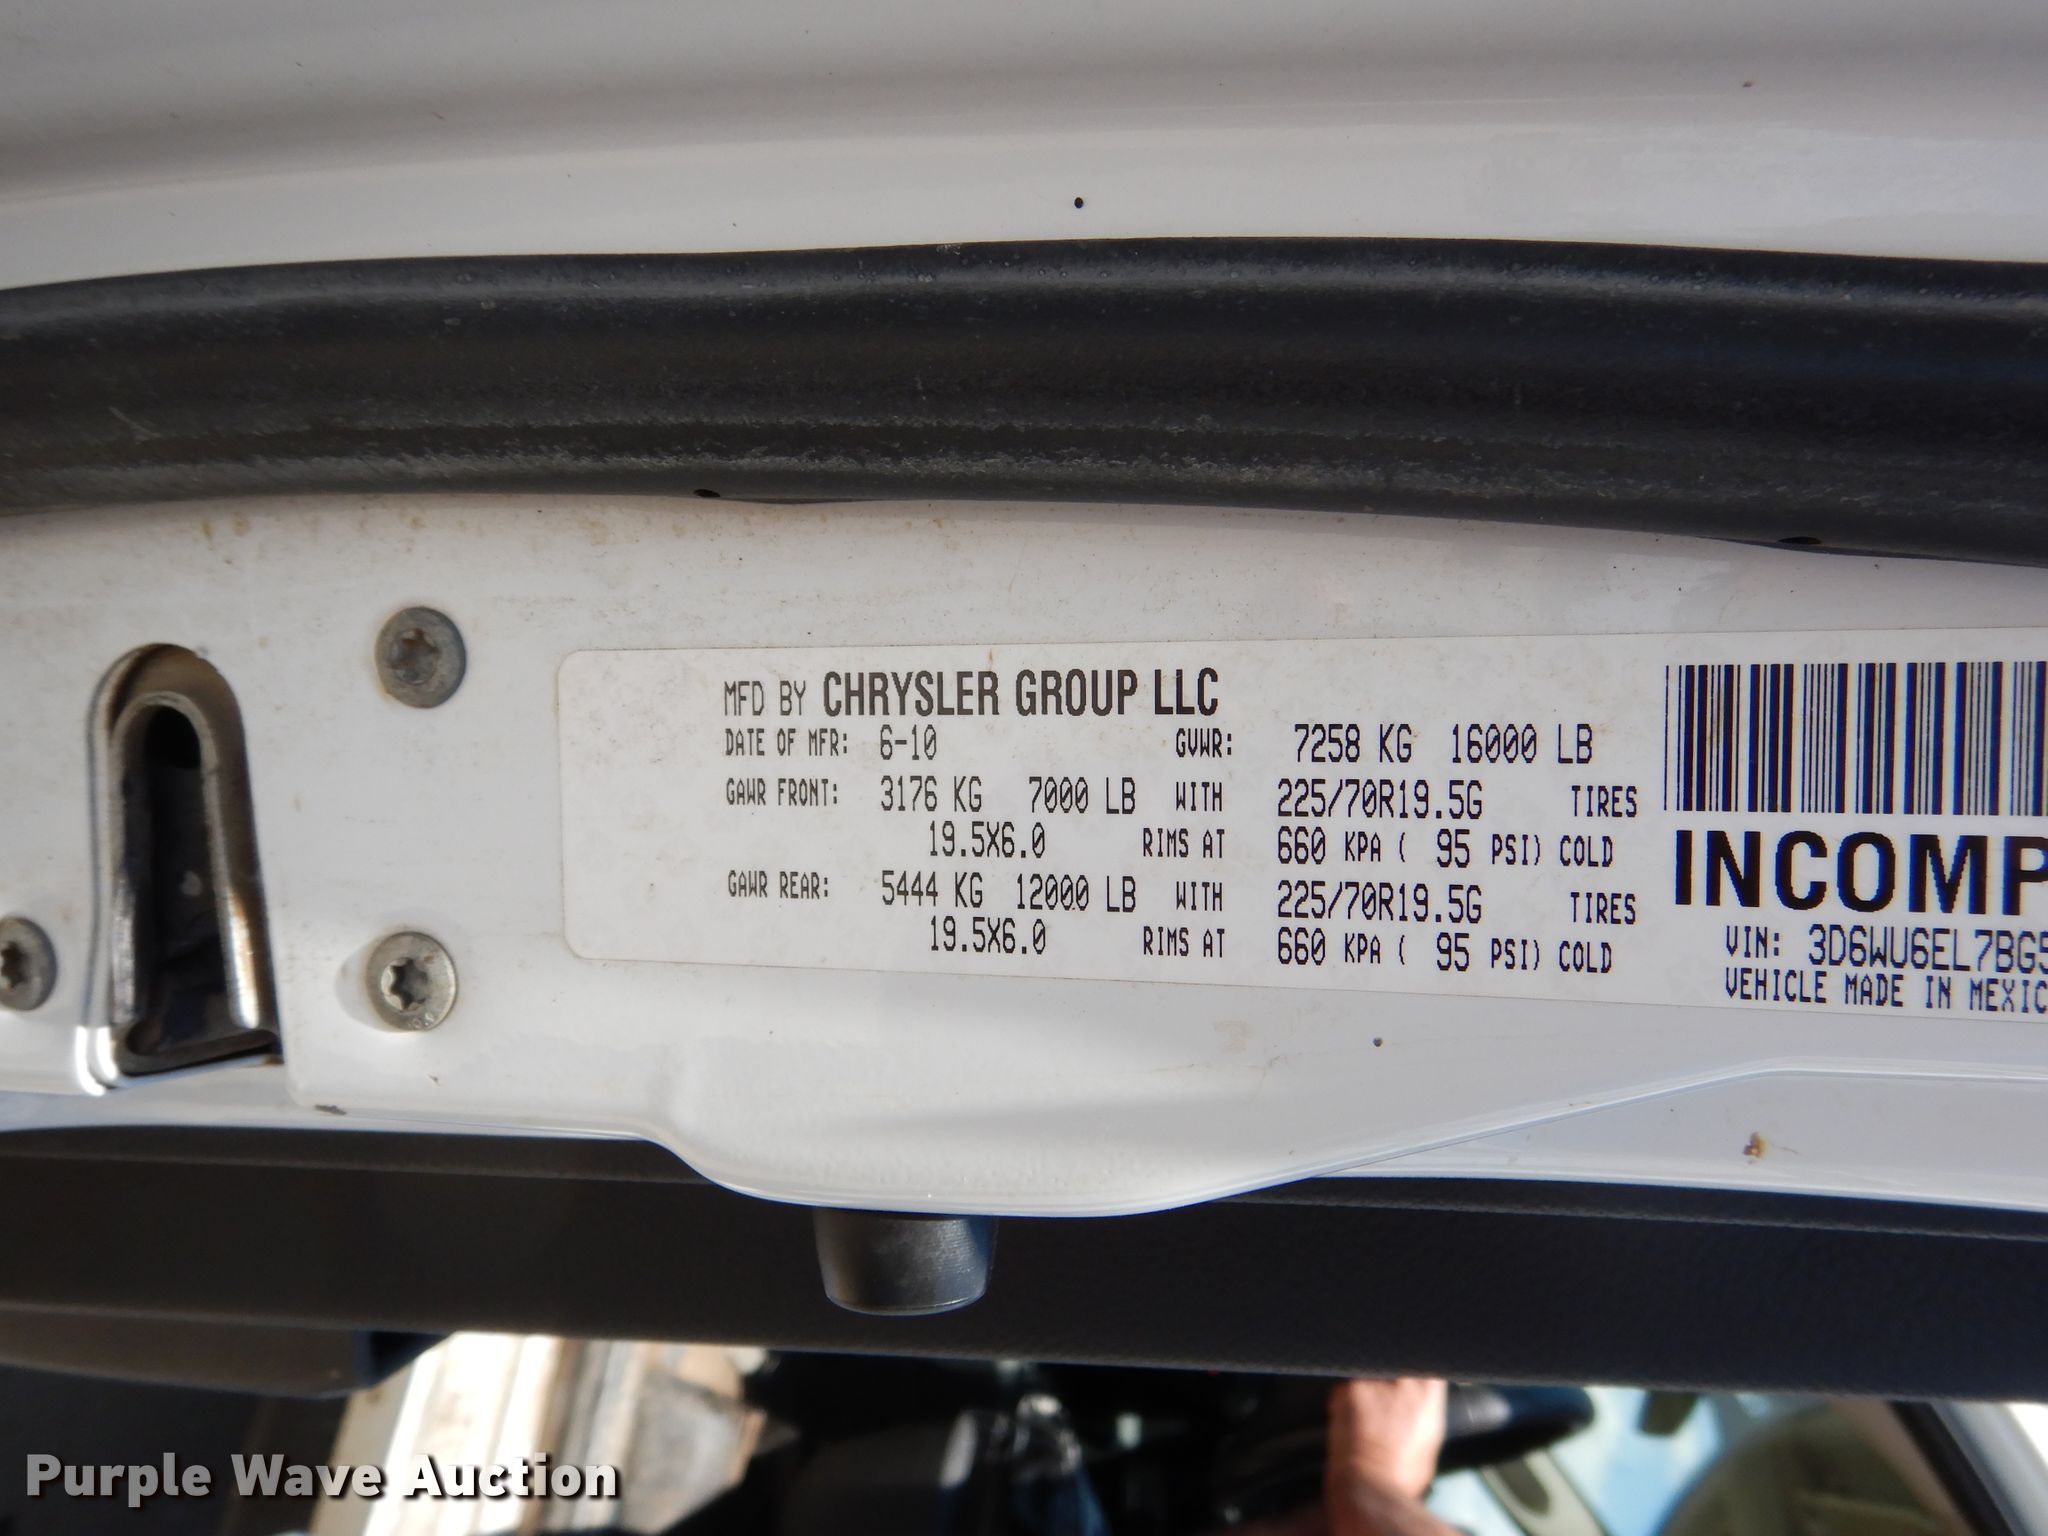 MFD BY CHRYSLER GROUP LLC
DATE OF MFR: 6-10 GVWR: 7258 KG 16000 LB
GAWR FRONT: 3176 KG 7000 LB WITH 225/70R19.5G TIRES
19.5X6.0 RIMS AT 660 KPA ( 95 PSI) COLD
GAWR REAR: 5444 KG 12000 LB WITH 225/70R19.5G TIRES
19.5X6.0 RIMS AT 660 KPA ( 95 PSI) COLD
INCOMP
VIN: 3D6WU6EL7BG5
VEHICLE MADE IN MEXIC
Purple Wave Auction